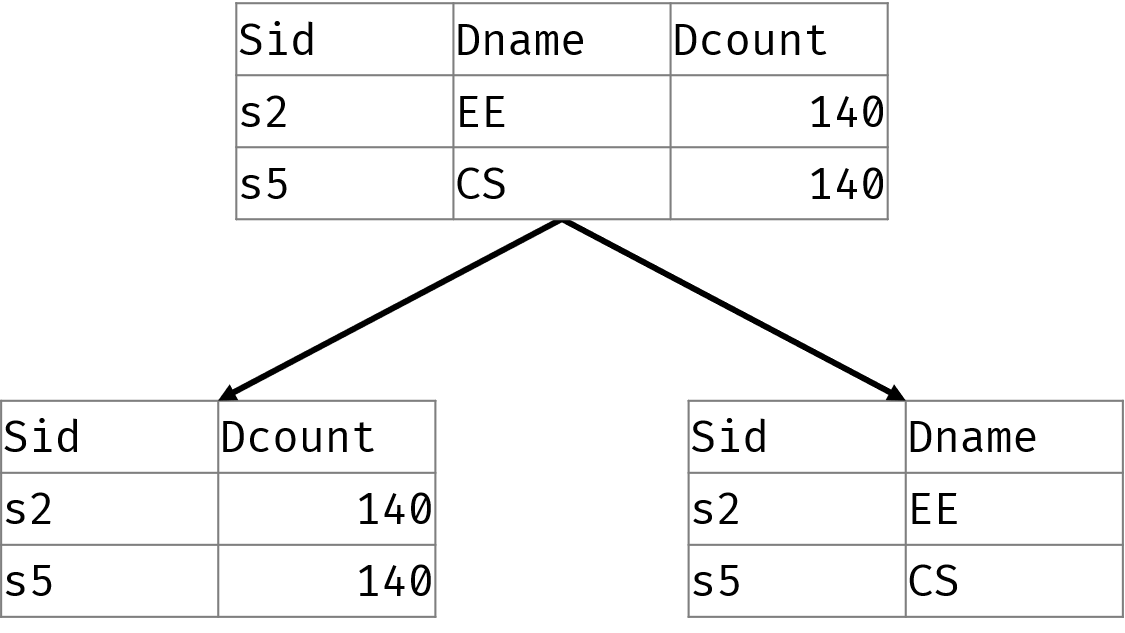 Sid Dname Dcount
s2 EE 140
s5 CS 140
Sid Dcount
s2 140
s5 140
Sid Dname
s2 EE
s5 CS